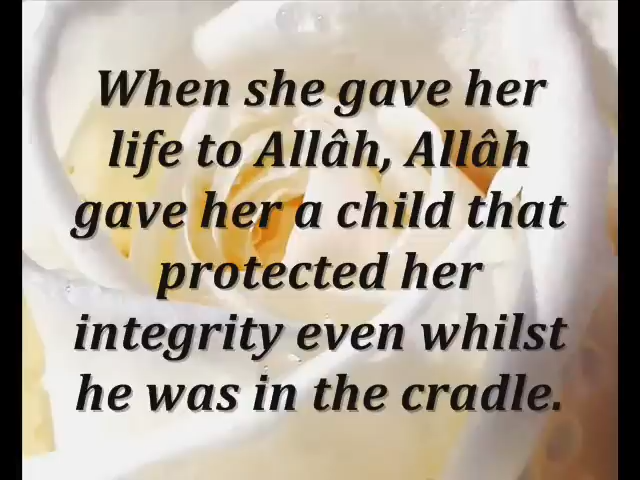 When she gave her
life to Allâh, Allâh
gave her a child that
protected her
integrity even whilst
he was in the cradle.